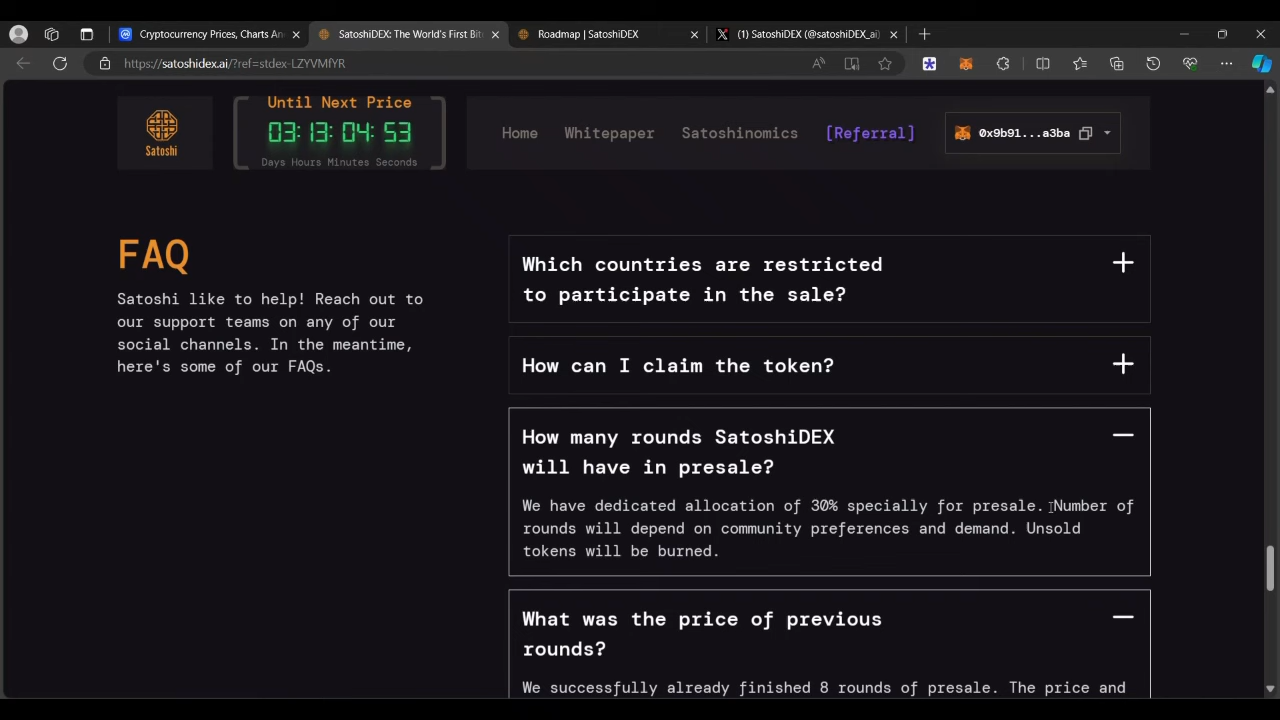 Cryptocurrency Prices, Charts An
SatoshiDEX: The World's First Bit
Roadmap | SatoshiDEX
(1) SatoshiDEX (@satoshiDEX_ai)
https://satoshidex.ai/?ref=stdex-LZYVMfYR
Satoshi
Until Next Price
03:13:04:53
Days Hours Minutes Seconds
Home
Whitepaper
Satoshinomics
[Referral]
0x9b91...a3ba
FAQ
Satoshi like to help! Reach out to
our support teams on any of our
social channels. In the meantime,
here's some of our FAQs.
Which countries are restricted
to participate in the sale?
How can I claim the token?
How many rounds SatoshiDEX
will have in presale?
We have dedicated allocation of 30% specially for presale. Number of
rounds will depend on community preferences and demand. Unsold
tokens will be burned.
What was the price of previous
rounds?
We successfully already finished 8 rounds of presale. The price and